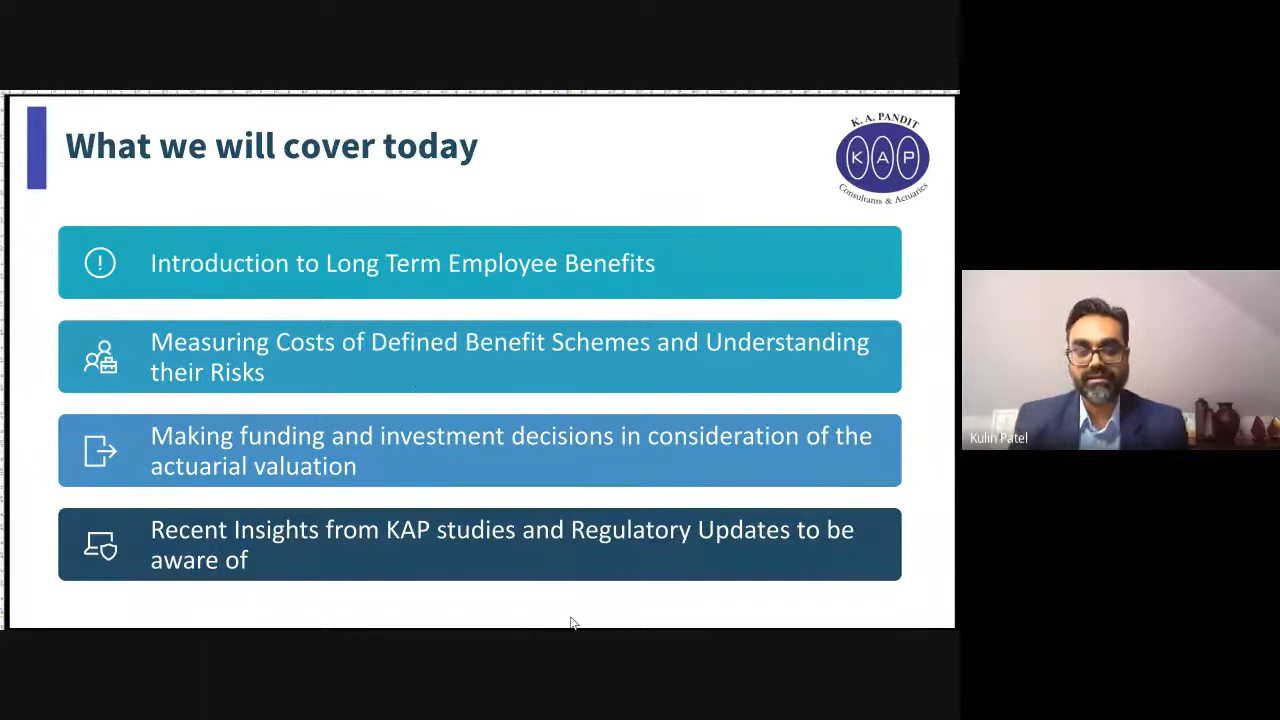 What we will cover today
K. A. PANDIT
K A P
Consultants & Actuaries
Introduction to Long Term Employee Benefits
Measuring Costs of Defined Benefit Schemes and Understanding
their Risks
Making funding and investment decisions in consideration of the
actuarial valuation
Recent Insights from KAP studies and Regulatory Updates to be
aware of
Kulin Patel